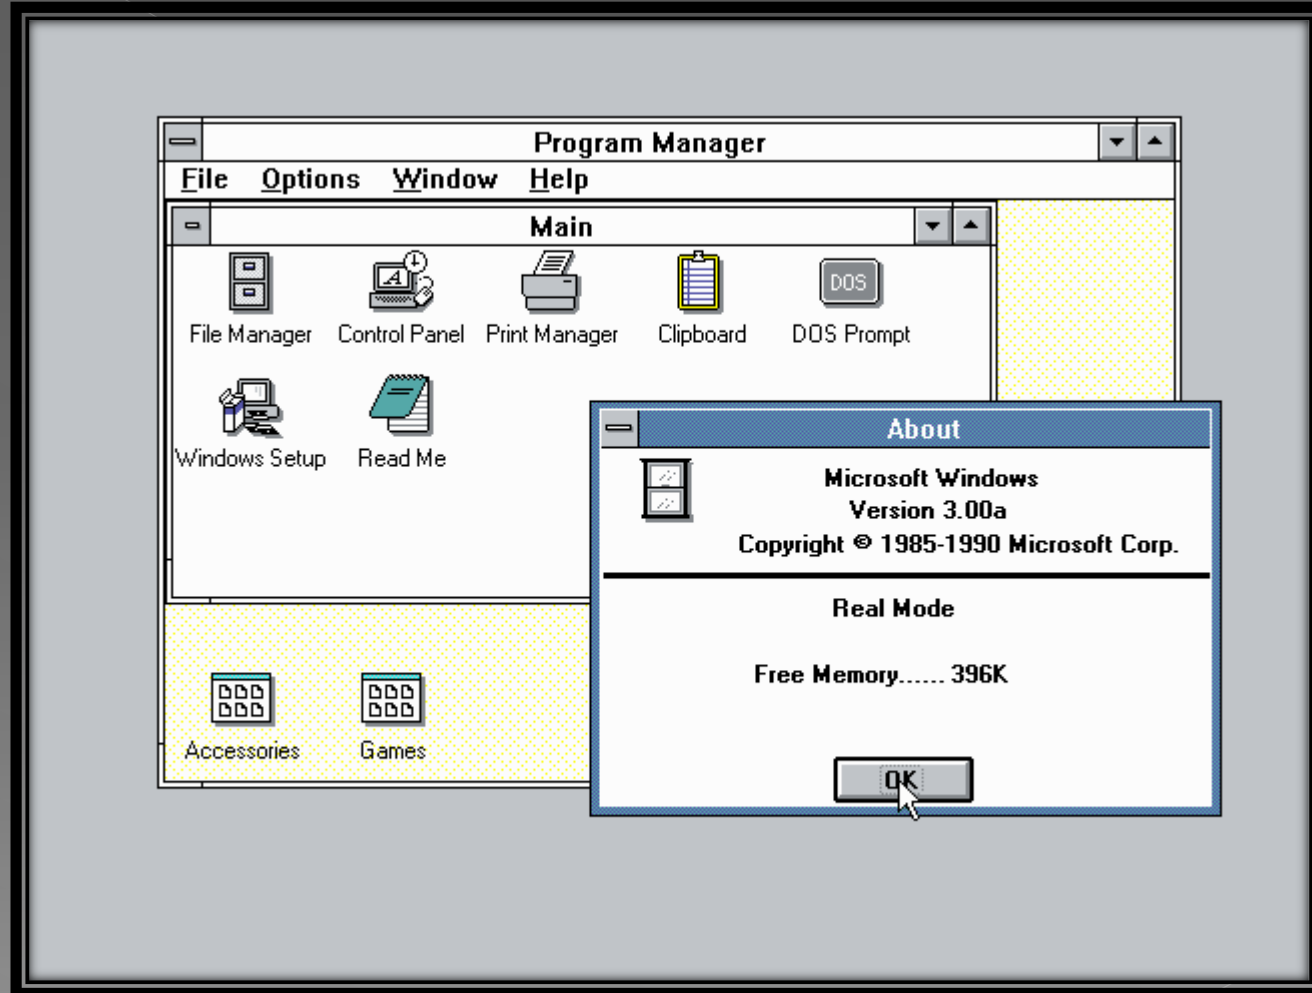 Program Manager
File Options Window Help
Main
File Manager Control Panel Print Manager Clipboard DOS Prompt
DOS
Windows Setup Read Me
About
Microsoft Windows
Version 3.00a
Copyright © 1985-1990 Microsoft Corp.
Real Mode
Free Memory...... 396K
Accessories Games
OK